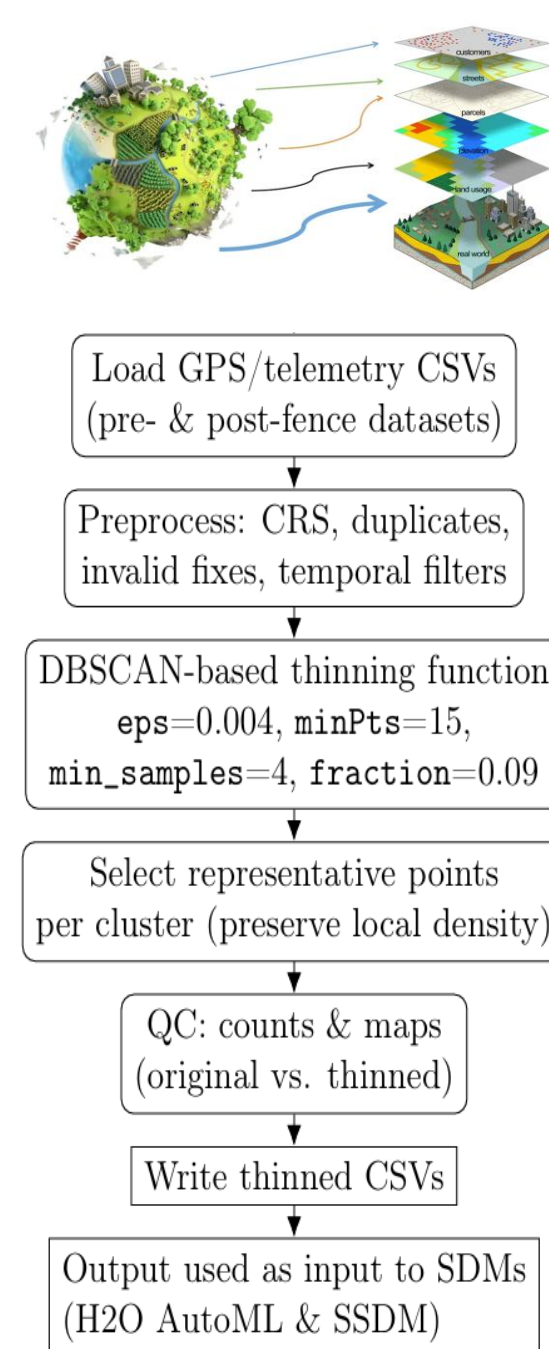 customers
streets
parcels
elevation
land usage
real world
Load GPS/telemetry CSVs
(pre- & post-fence datasets)
Preprocess: CRS, duplicates,
invalid fixes, temporal filters
DBSCAN-based thinning function
eps=0.004, minPts=15,
min_samples=4, fraction=0.09
Select representative points
per cluster (preserve local density)
QC: counts & maps
(original vs. thinned)
Write thinned CSVs
Output used as input to SDMs
(H2O AutoML & SSDM)